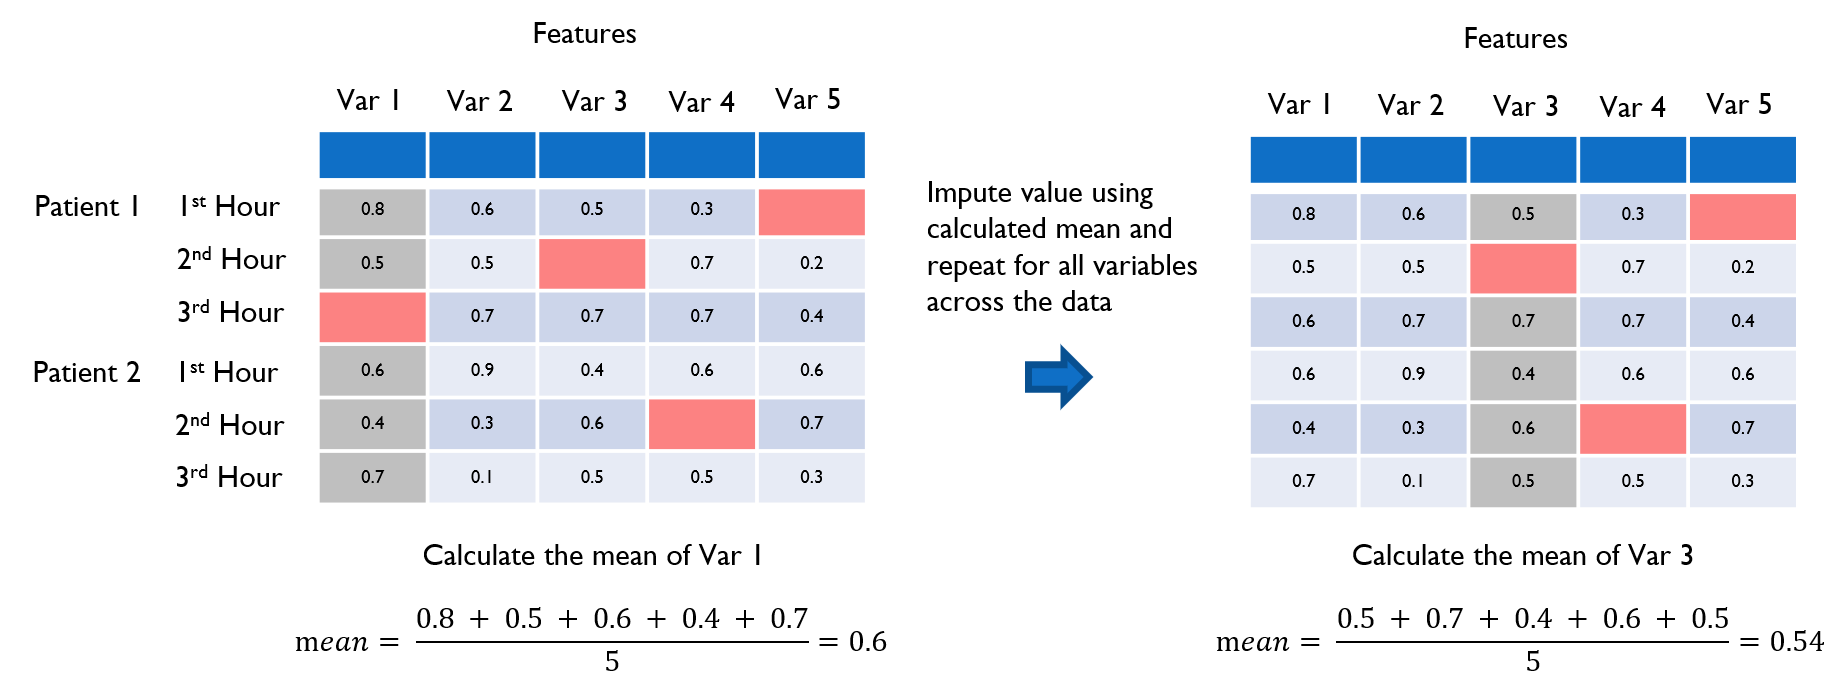 Features
Var 1 Var 2 Var 3 Var 4 Var 5
Patient 1 1st Hour 0.8 0.6 0.5 0.3
2nd Hour 0.5 0.5 0.7 0.2
3rd Hour 0.7 0.7 0.7 0.4
Patient 2 1st Hour 0.6 0.9 0.4 0.6 0.6
2nd Hour 0.4 0.3 0.6 0.7
3rd Hour 0.7 0.1 0.5 0.5 0.3
Calculate the mean of Var 1
mean = (0.8 + 0.5 + 0.6 + 0.4 + 0.7) / 5 = 0.6
Impute value using
calculated mean and
repeat for all variables
across the data
Features
Var 1 Var 2 Var 3 Var 4 Var 5
0.8 0.6 0.5 0.3
0.5 0.5 0.7 0.2
0.6 0.7 0.7 0.7 0.4
0.6 0.9 0.4 0.6 0.6
0.4 0.3 0.6 0.7
0.7 0.1 0.5 0.5 0.3
Calculate the mean of Var 3
mean = (0.5 + 0.7 + 0.4 + 0.6 + 0.5) / 5 = 0.54